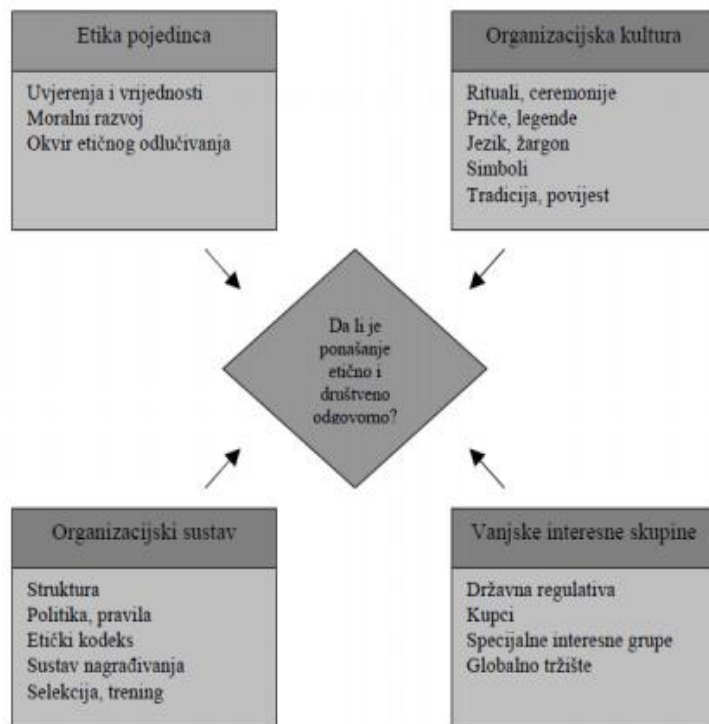 Etika pojedinca
Uvjerenja i vrijednosti
Moralni razvoj
Okvir etičnog odlučivanja
Organizacijska kultura
Rituali, ceremonije
Priče, legende
Jezik, žargon
Simboli
Tradicija, povijest
Da li je
ponašanje
etično i
društveno
odgovorno?
Organizacijski sustav
Struktura
Politika, pravila
Etički kodeks
Sustav nagrađivanja
Selekcija, trening
Vanjske interesne skupine
Državna regulativa
Kupci
Specijalne interesne grupe
Globalno tržište